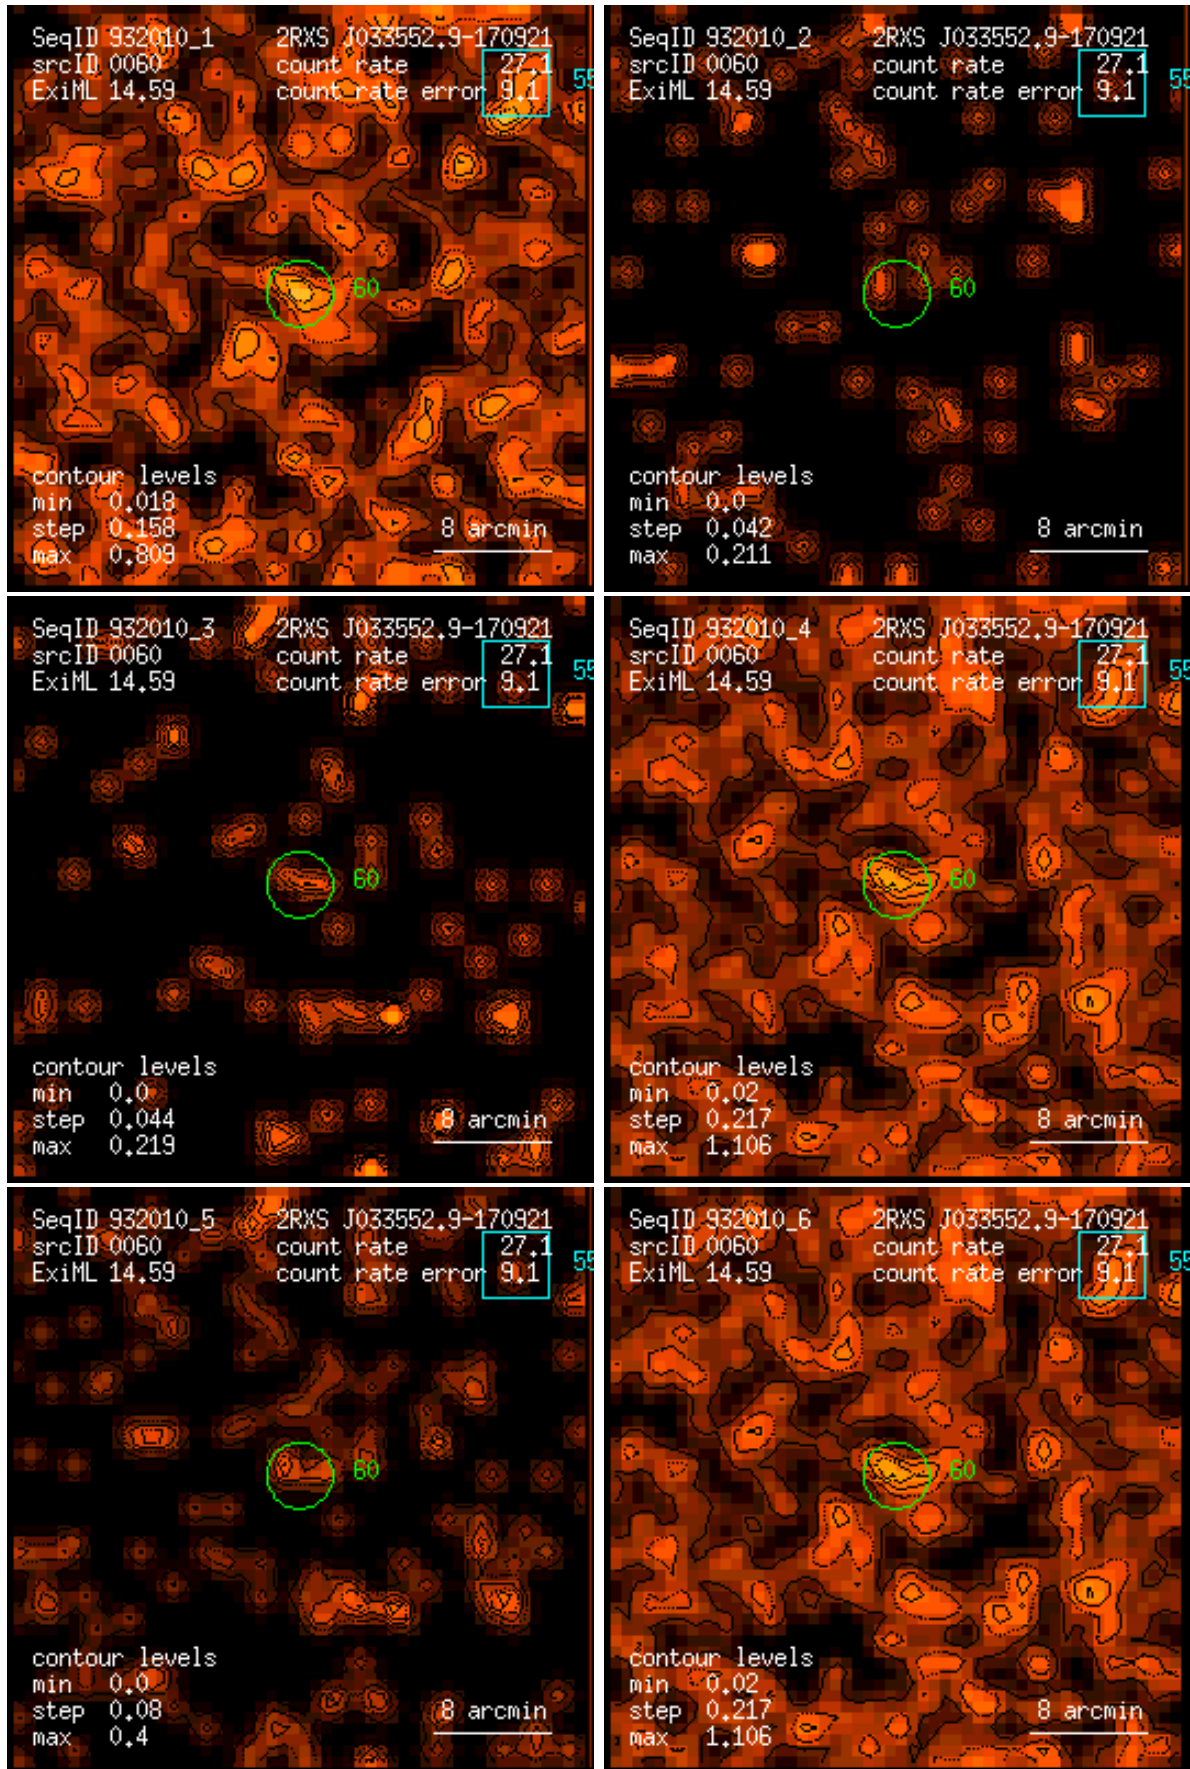 SeqID 932010_1 2RXS J033552.9-170921
srcID 0060 count rate 27.1
ExiML 14.59 count rate error 9.1
55
60
contour levels
min 0.018
step 0.158
max 0.809
8 arcmin
SeqID 932010_2 2RXS J033552.9-170921
srcID 0060 count rate 27.1
ExiML 14.59 count rate error 9.1
55
60
contour levels
min 0.0
step 0.042
max 0.211
8 arcmin
SeqID 932010_3 2RXS J033552.9-170921
srcID 0060 count rate 27.1
ExiML 14.59 count rate error 9.1
55
60
contour levels
min 0.0
step 0.044
max 0.219
8 arcmin
SeqID 932010_4 2RXS J033552.9-170921
srcID 0060 count rate 27.1
ExiML 14.59 count rate error 9.1
55
60
contour levels
min 0.02
step 0.217
max 1.106
8 arcmin
SeqID 932010_5 2RXS J033552.9-170921
srcID 0060 count rate 27.1
ExiML 14.59 count rate error 9.1
55
60
contour levels
min 0.0
step 0.08
max 0.4
8 arcmin
SeqID 932010_6 2RXS J033552.9-170921
srcID 0060 count rate 27.1
ExiML 14.59 count rate error 9.1
55
60
contour levels
min 0.02
step 0.217
max 1.106
8 arcmin